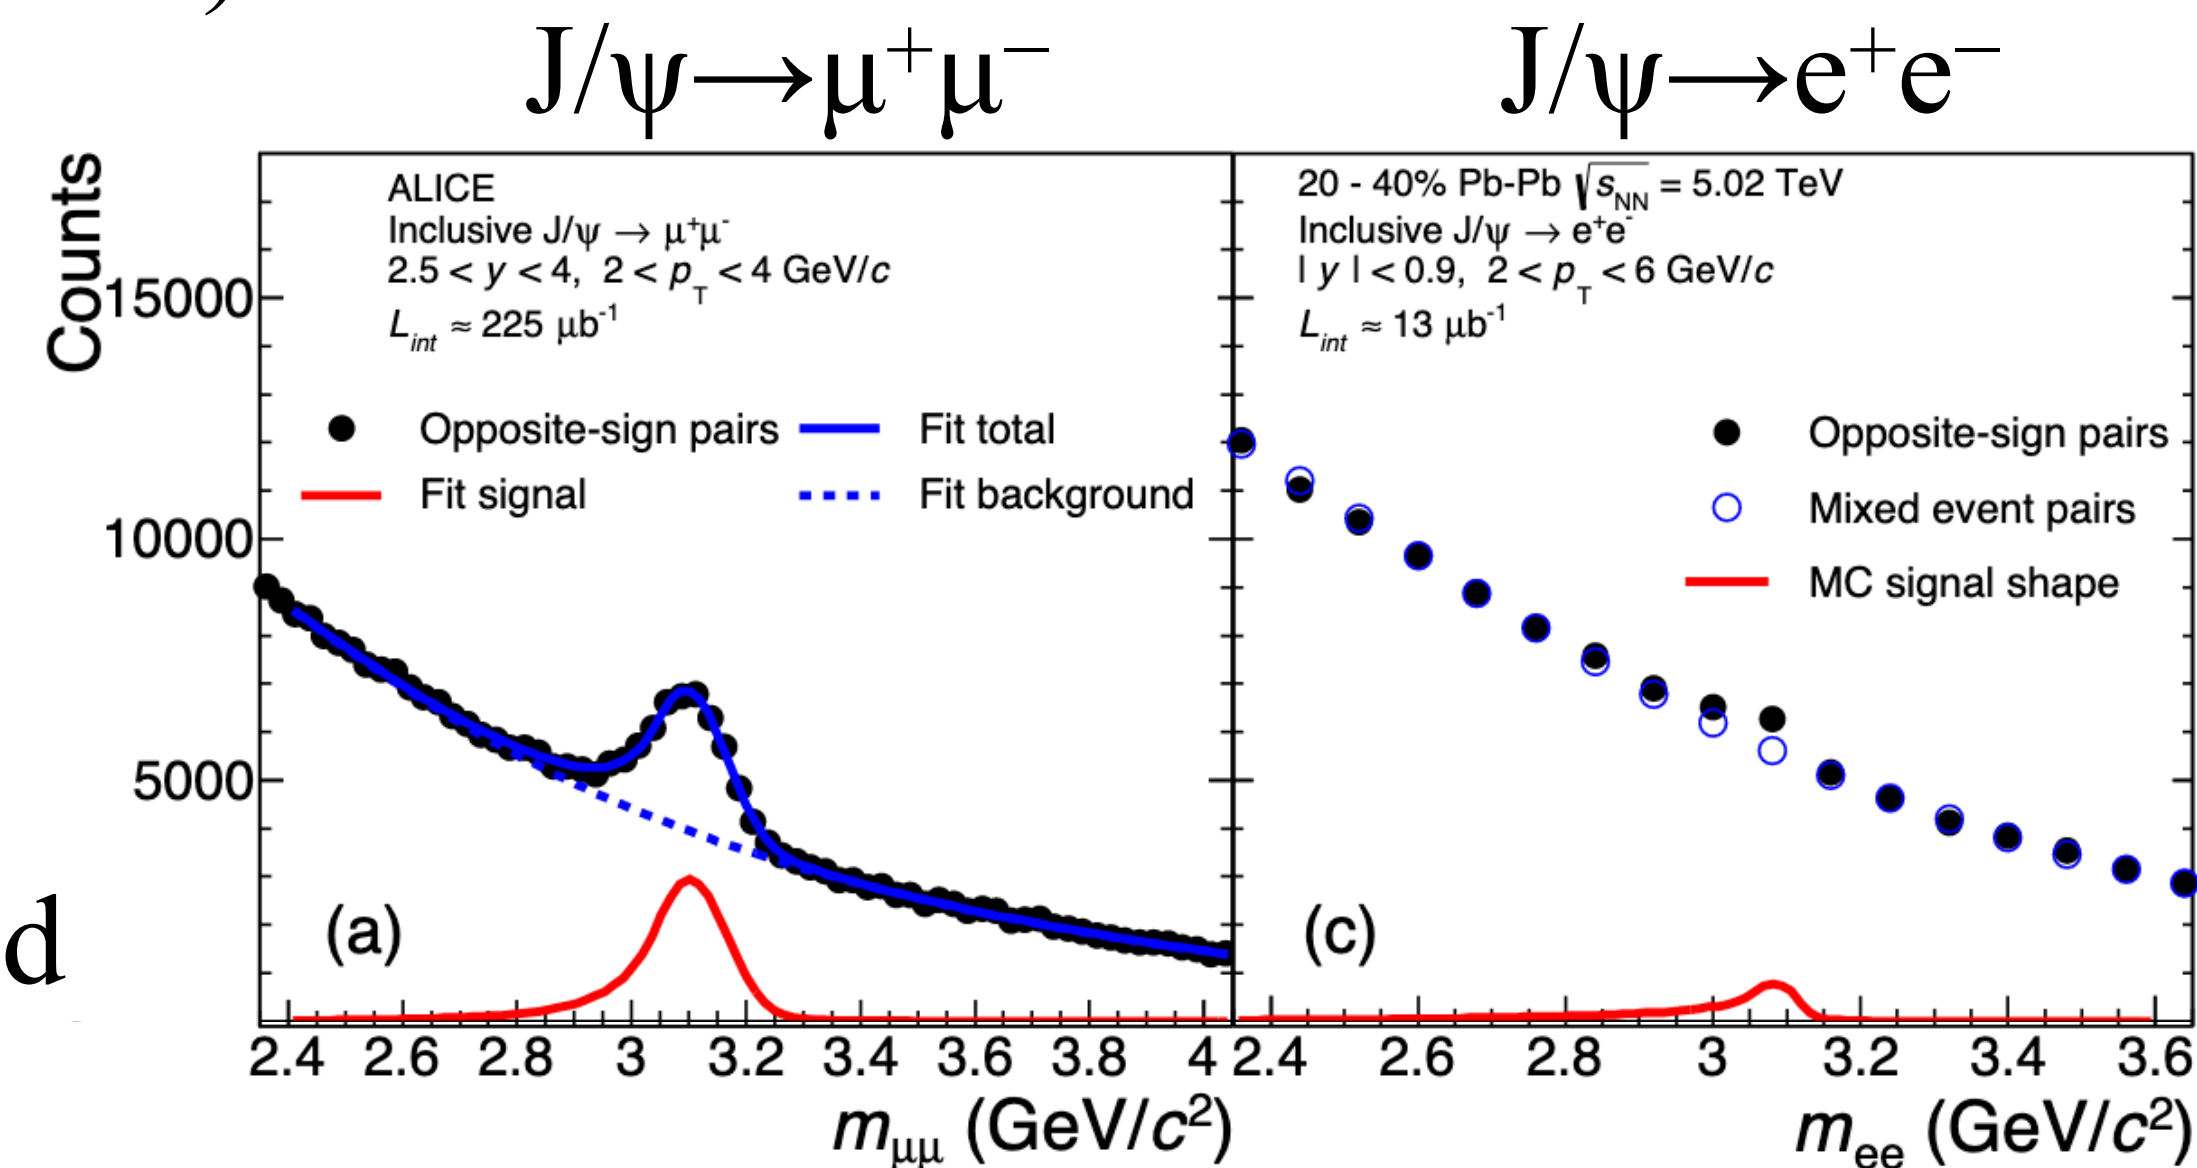 )
J/ψ→μ⁺μ⁻
J/ψ→e⁺e⁻
Counts
15000
10000
5000
ALICE
Inclusive J/ψ → μ⁺μ⁻
2.5 < y < 4, 2 < p_T < 4 GeV/c
L_int ≈ 225 μb⁻¹
Opposite-sign pairs
Fit total
Fit signal
Fit background
(a)
2.4 2.6 2.8 3 3.2 3.4 3.6 3.8 4
m_μμ (GeV/c²)
20 - 40% Pb-Pb √s_NN = 5.02 TeV
Inclusive J/ψ → e⁺e⁻
| y | < 0.9, 2 < p_T < 6 GeV/c
L_int ≈ 13 μb⁻¹
Opposite-sign pairs
Mixed event pairs
MC signal shape
(c)
2.4 2.6 2.8 3 3.2 3.4 3.6
m_ee (GeV/c²)
d